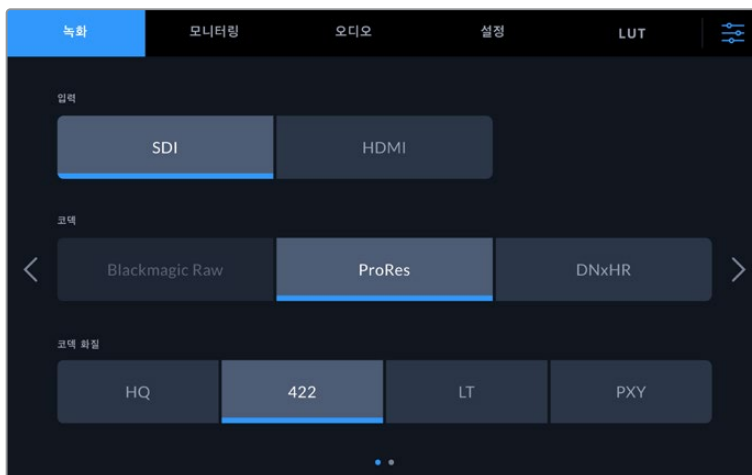 녹화 모니터링 오디오 설정 LUT
입력
SDI HDMI
코덱
Blackmagic Raw ProRes DNxHR
코덱 화질
HQ 422 LT PXY